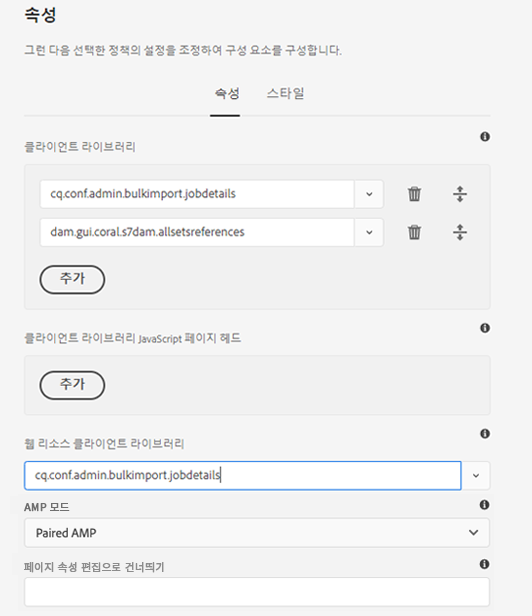 속성
그런 다음 선택한 정책의 설정을 조정하여 구성 요소를 구성합니다.
속성 스타일
클라이언트 라이브러리
cq.conf.admin.bulkimport.jobdetails
dam.gui.coral.s7dam.allsetsreferences
추가
클라이언트 라이브러리 JavaScript 페이지 헤드
추가
웹 리소스 클라이언트 라이브러리
cq.conf.admin.bulkimport.jobdetails
AMP 모드
Paired AMP
페이지 속성 편집으로 건너띄기